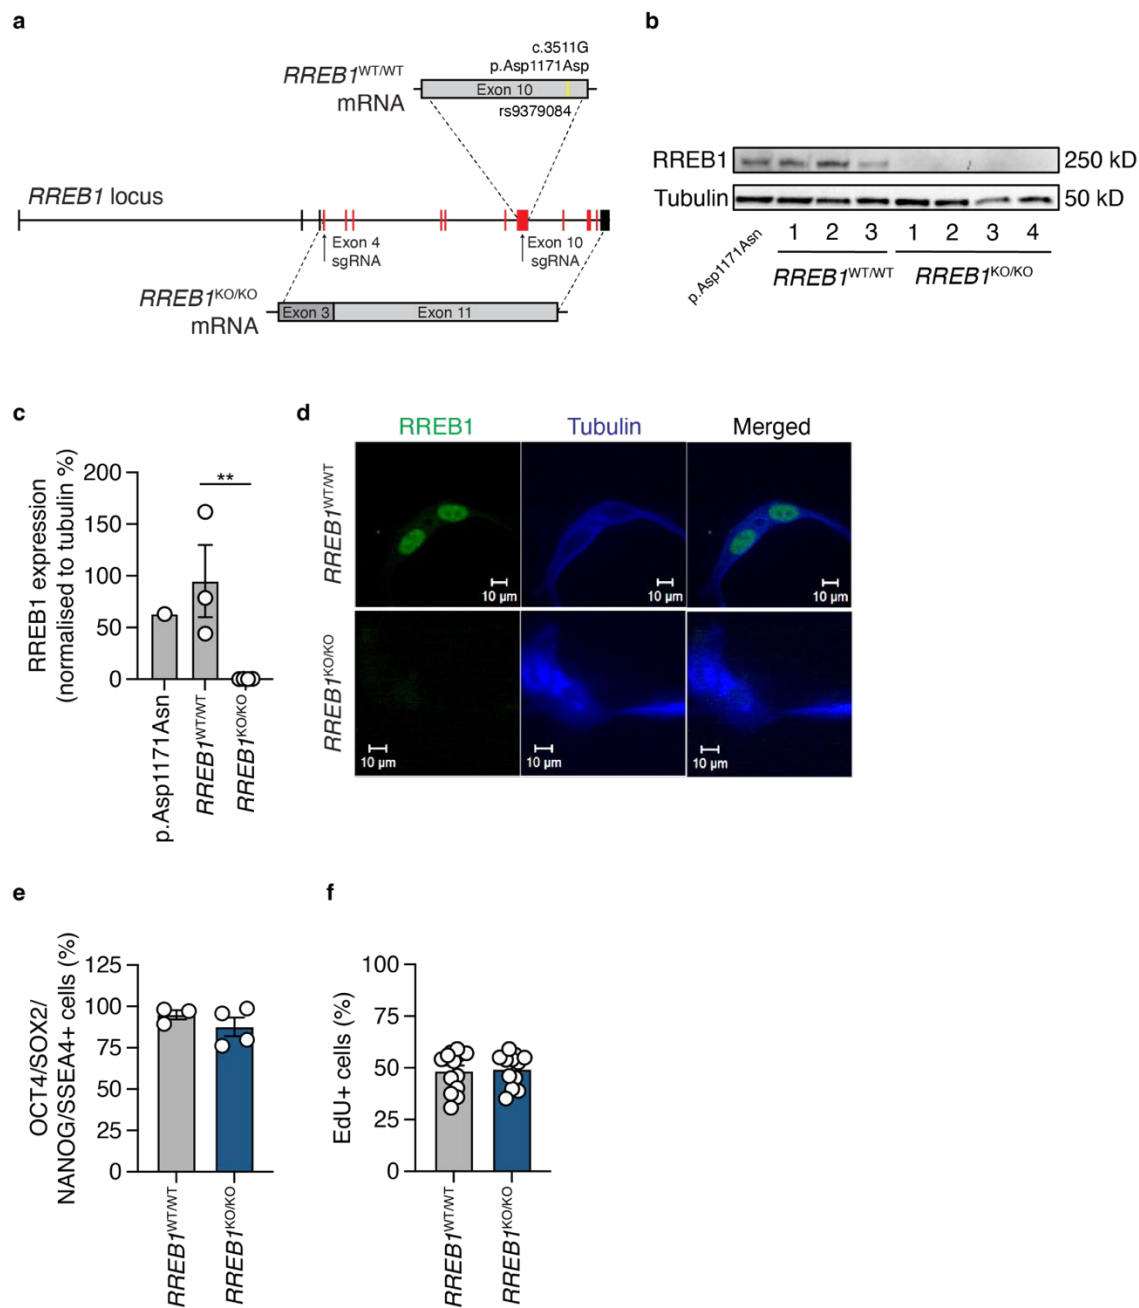 a
c.3511G
p.Asp1171Asp
RREB1WT/WT
mRNA
Exon 10
rs9379084
RREB1 locus
Exon 4
sgRNA
Exon 10
sgRNA
RREB1KO/KO
mRNA
Exon 3
Exon 11
b
RREB1
250 kD
Tubulin
50 kD
p.Asp1171Asn
1 2 3 1 2 3 4
RREB1WT/WT
RREB1KO/KO
c
RREB1 expression
(normalised to tubulin %)
200
150
100
50
0
**
p.Asp1171Asn
RREB1WT/WT
RREB1KO/KO
d
RREB1
Tubulin
Merged
RREB1WT/WT
10 µm
10 µm
10 µm
RREB1KO/KO
10 µm
10 µm
10 µm
e
OCT4/SOX2/
NANOG/SSEA4+ cells (%)
125
100
75
50
25
0
RREB1WT/WT
RREB1KO/KO
f
EdU+ cells (%)
100
75
50
25
0
RREB1WT/WT
RREB1KO/KO